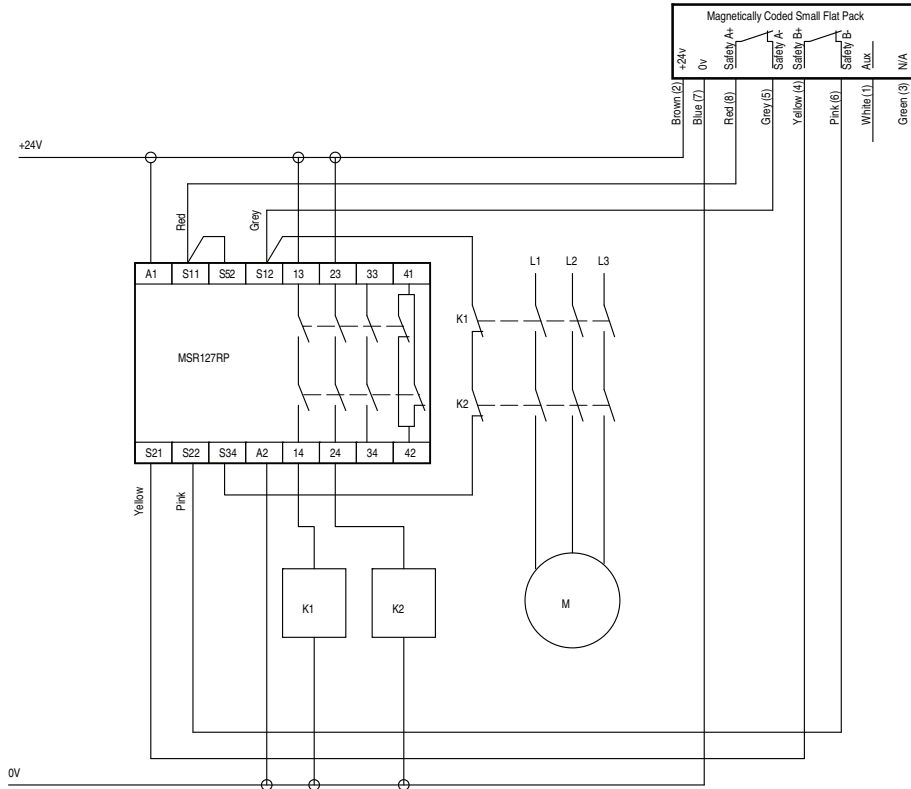 Magnetically Coded Small Flat Pack
+24v
0v
Safety A+
Safety A-
Safety B+
Safety B-
Aux
N/A
Brown (2)
Blue (7)
Red (8)
Grey (5)
Yellow (4)
Pink (6)
White (1)
Green (3)
+24V
Red
Grey
A1 S11 S52 S12 13 23 33 41
L1 L2 L3
K1
MSR127RP
K2
S21 S22 S34 A2 14 24 34 42
Yellow
Pink
K1 K2 M
0V